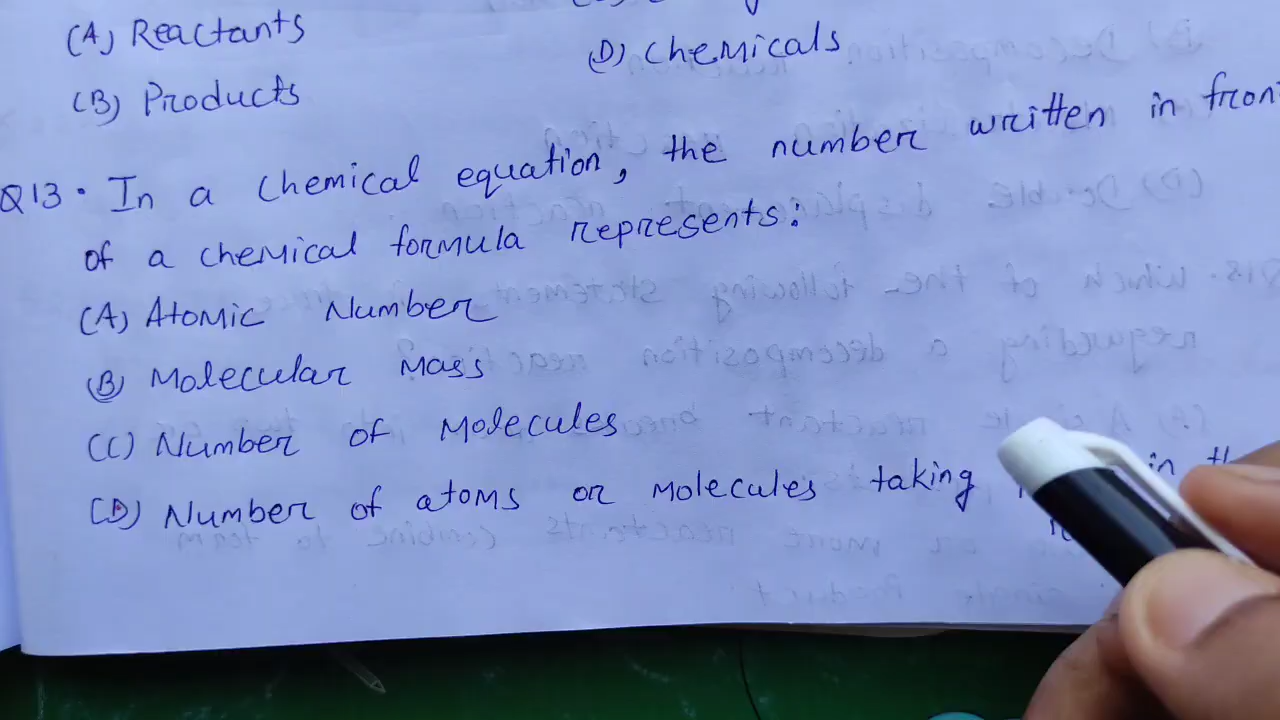 (A) Reactants
(B) Products
(D) Chemicals
Q13. In a chemical equation, the number written in front
of a chemical formula represents:
(A) Atomic Number
(B) Molecular Mass
(C) Number of Molecules
(D) Number of atoms or molecules taking in